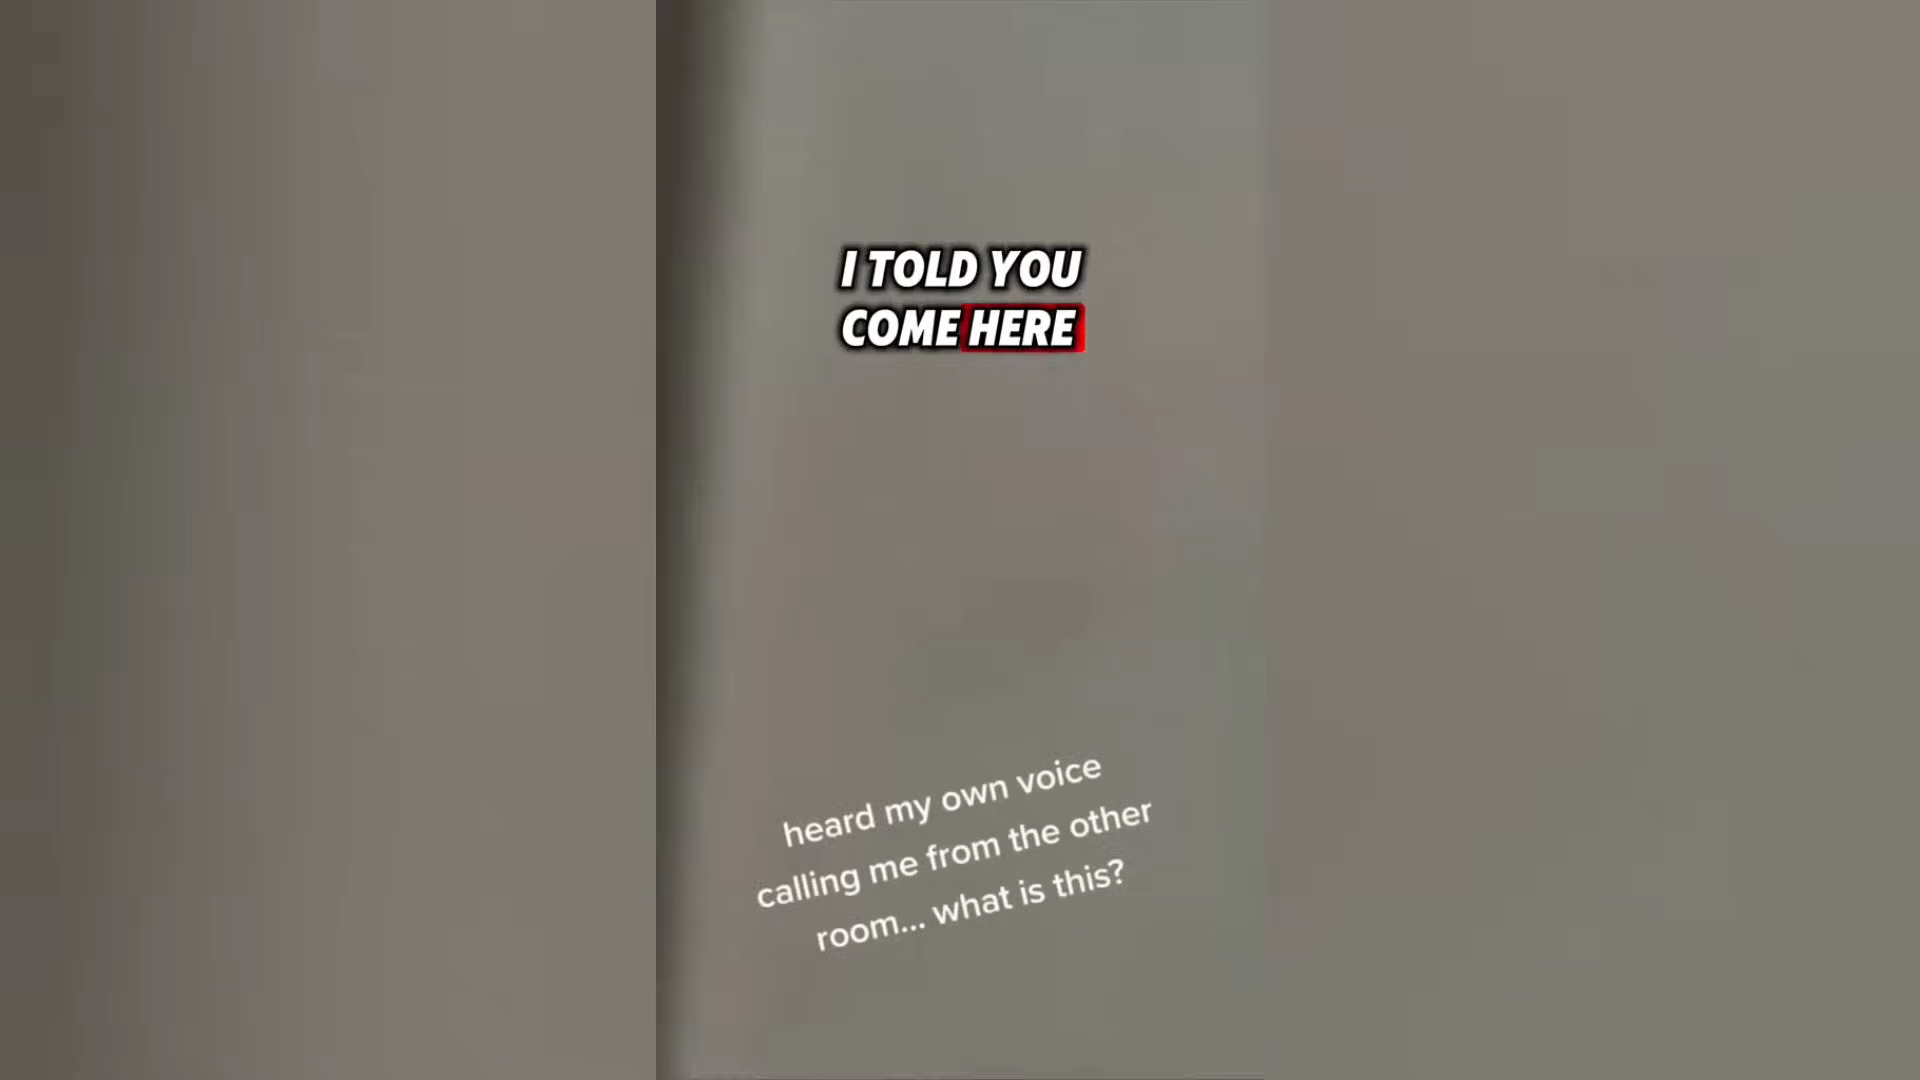 I TOLD YOU
COME HERE
heard my own voice
calling me from the other
room... what is this?